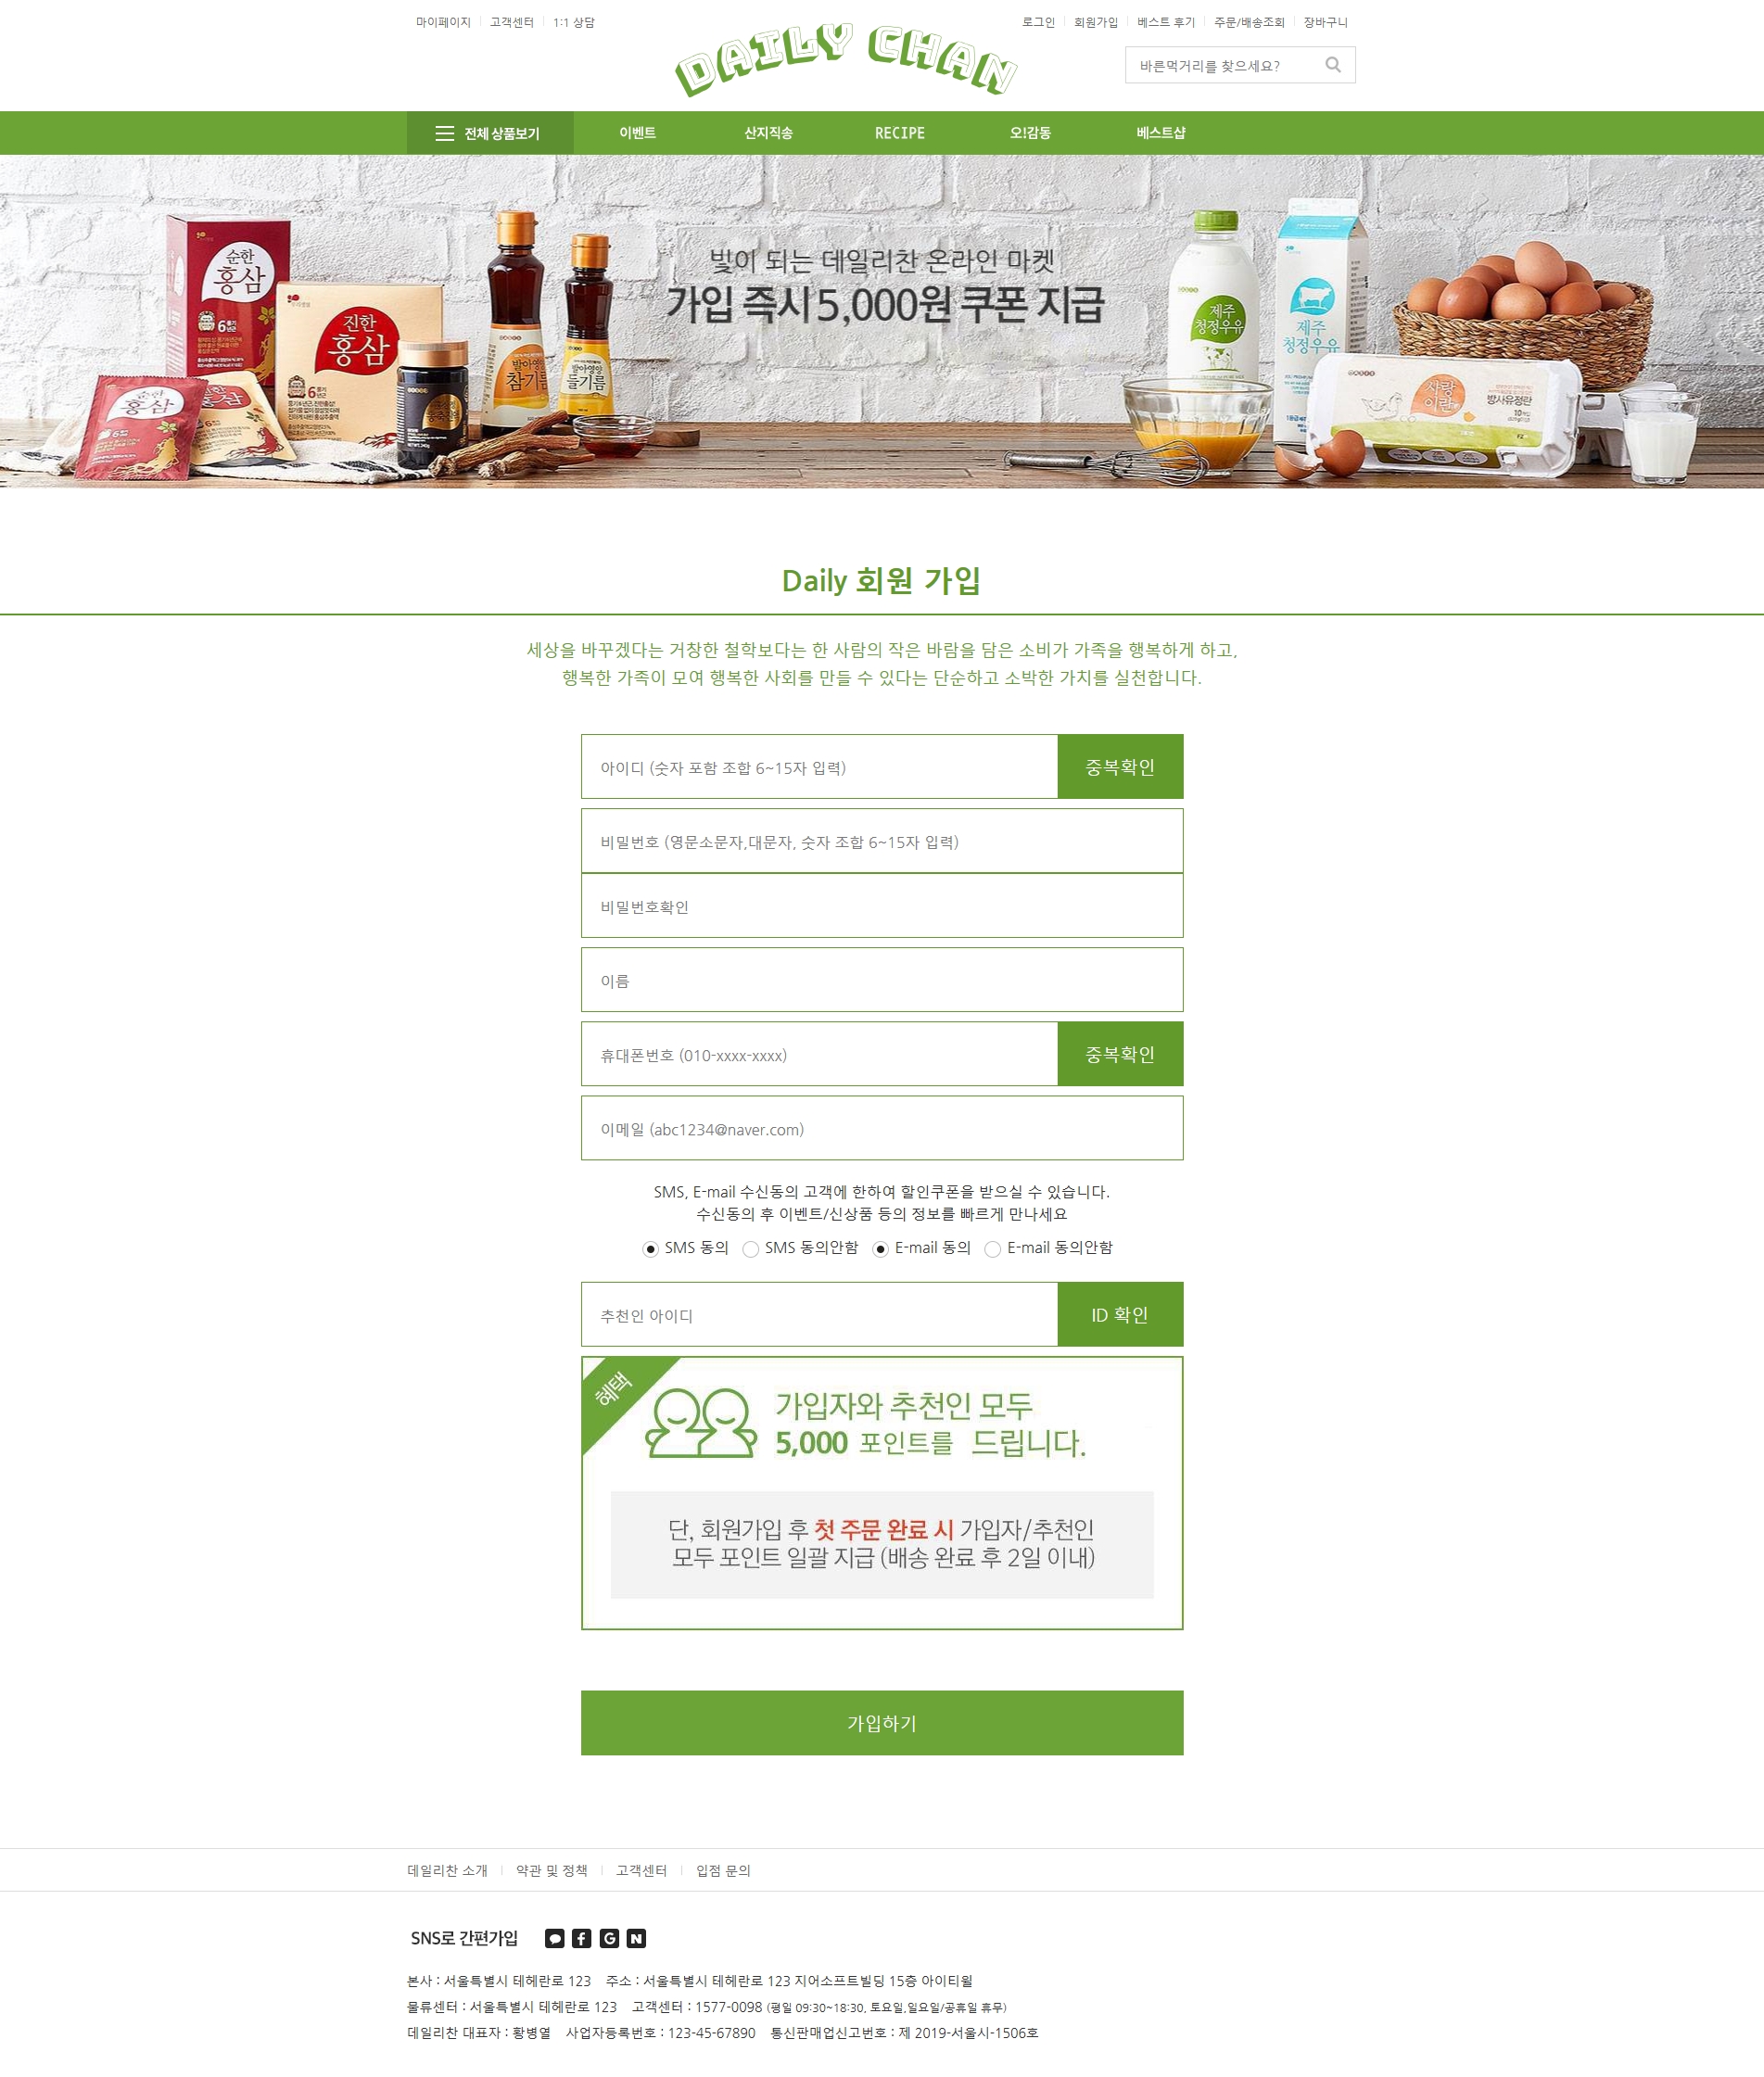 마이페이지 고객센터 1:1 상담
로그인 회원가입 베스트 후기 주문/배송조회 장바구니
DAILY CHAN
바른먹거리를 찾으세요?
전체 상품보기 이벤트 산지직송 RECIPE 오!감동 베스트샵
빛이 되는 데일리찬 온라인 마켓
가입 즉시 5,000원 쿠폰 지급
순한
홍삼
6
진한
홍삼
6
순한
홍삼
홍삼
발아영양
참기름
발아영양
들기름
제주
청정우유
제주
청정우유
사랑
이란
방사유정란
Daily 회원 가입
세상을 바꾸겠다는 거창한 철학보다는 한 사람의 작은 바람을 담은 소비가 가족을 행복하게 하고,
행복한 가족이 모여 행복한 사회를 만들 수 있다는 단순하고 소박한 가치를 실천합니다.
아이디 (숫자 포함 조합 6~15자 입력) 중복확인
비밀번호 (영문소문자,대문자, 숫자 조합 6~15자 입력)
비밀번호확인
이름
휴대폰번호 (010-xxxx-xxxx) 중복확인
이메일 (abc1234@naver.com)
SMS, E-mail 수신동의 고객에 한하여 할인쿠폰을 받으실 수 있습니다.
수신동의 후 이벤트/신상품 등의 정보를 빠르게 만나세요
SMS 동의 SMS 동의안함 E-mail 동의 E-mail 동의안함
추천인 아이디 ID 확인
혜택
가입자와 추천인 모두
5,000 포인트를 드립니다.
단, 회원가입 후 첫 주문 완료 시 가입자/추천인
모두 포인트 일괄 지급 (배송 완료 후 2일 이내)
가입하기
데일리찬 소개 약관 및 정책 고객센터 입점 문의
SNS로 간편가입
본사 : 서울특별시 테헤란로 123 주소 : 서울특별시 테헤란로 123 지어소프트빌딩 15층 아이티윌
물류센터 : 서울특별시 테헤란로 123 고객센터 : 1577-0098 (평일 09:30~18:30, 토요일,일요일/공휴일 휴무)
데일리찬 대표자 : 황병열 사업자등록번호 : 123-45-67890 통신판매업신고번호 : 제 2019-서울시-1506호